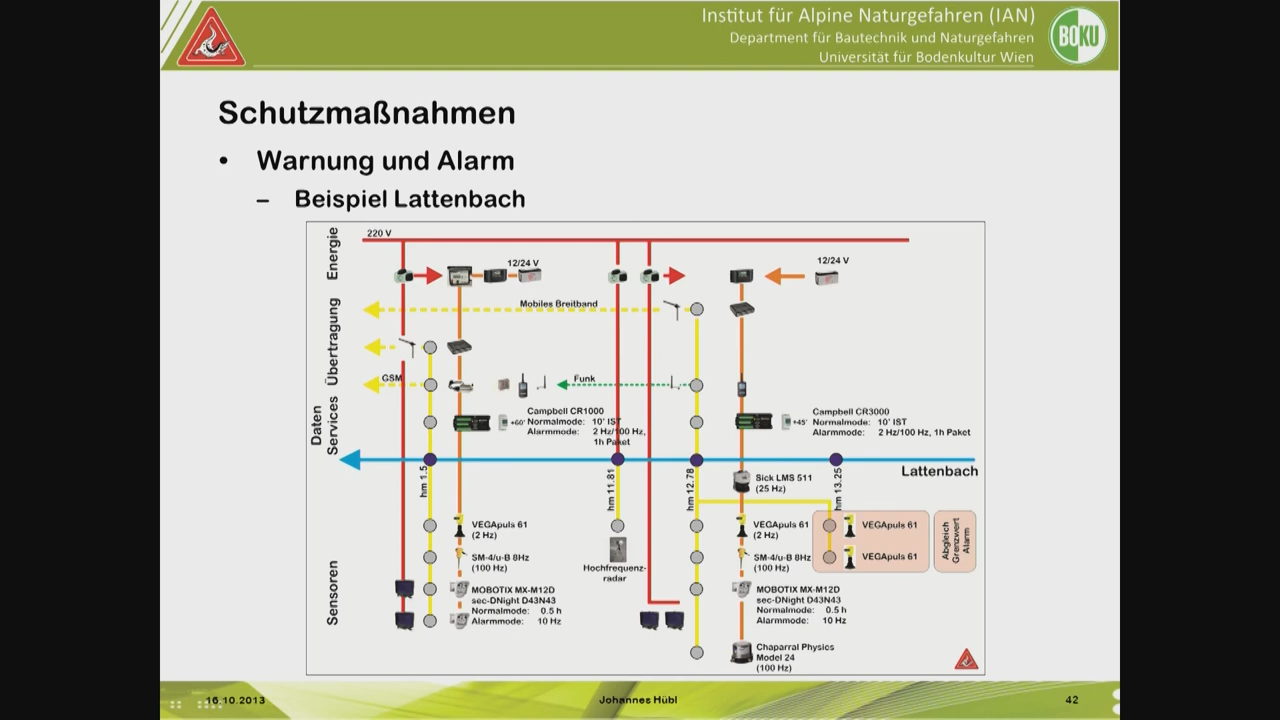 Institut für Alpine Naturgefahren (IAN)
Department für Bautechnik und Naturgefahren
Universität für Bodenkultur Wien
BOKU
Schutzmaßnahmen
• Warnung und Alarm
– Beispiel Lattenbach
Energie
220 V
12/24 V
12/24 V
Übertragung
Mobiles Breitband
GSM
Funk
Daten
Services
+60'
Campbell CR1000
Normalmode: 10' IST
Alarmmode: 2 Hz/100 Hz,
1h Paket
+45'
Campbell CR3000
Normalmode: 10' IST
Alarmmode: 2 Hz/100 Hz, 1h Paket
Lattenbach
hm 1.5
hm 11.81
hm 12.78
hm 13.25
Sick LMS 511
(25 Hz)
Sensoren
VEGApuls 61
(2 Hz)
SM-4/u-B 8Hz
(100 Hz)
MOBOTIX MX-M12D
sec-DNight D43N43
Normalmode: 0.5 h
Alarmmode: 10 Hz
Hochfrequenz-
radar
VEGApuls 61
(2 Hz)
SM-4/u-B 8Hz
(100 Hz)
MOBOTIX MX-M12D
sec-DNight D43N43
Normalmode: 0.5 h
Alarmmode: 10 Hz
Chaparral Physics
Model 24
(100 Hz)
VEGApuls 61
VEGApuls 61
Abgleich
Grenzwert
Alarm
16.10.2013
Johannes Hübl
42